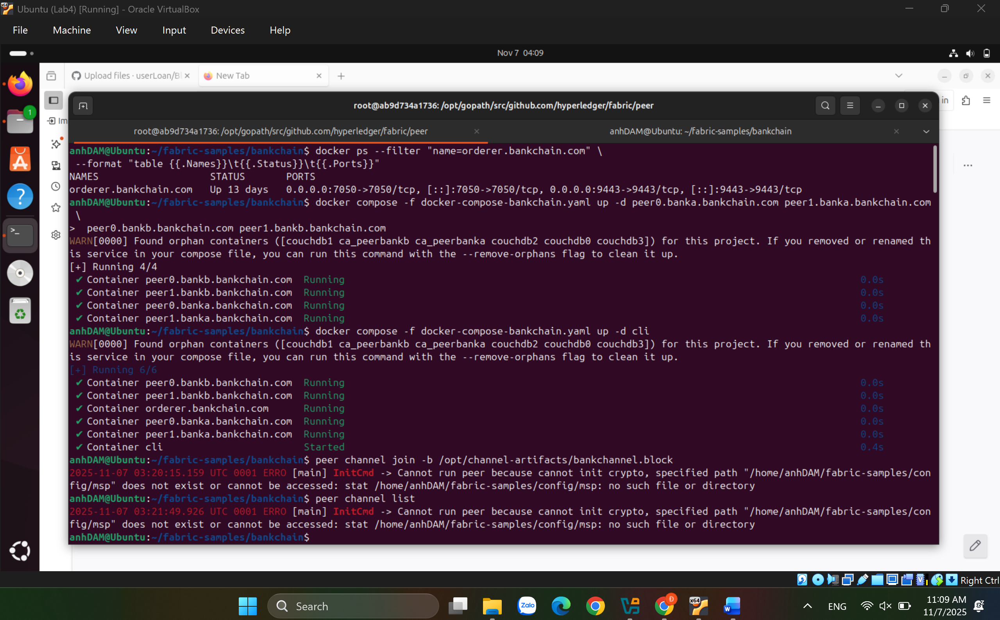 Ubuntu (Lab4) [Running] - Oracle VirtualBox
File Machine View Input Devices Help
Nov 7 04:09
Upload files · userLoan/Bl
New Tab
in
Im
root@ab9d734a1736: /opt/gopath/src/github.com/hyperledger/fabric/peer
root@ab9d734a1736: /opt/gopath/src/github.com/hyperledger/fabric/peer
anhDAM@Ubuntu: ~/fabric-samples/bankchain
anhDAM@Ubuntu:~/fabric-samples/bankchain$ docker ps --filter "name=orderer.bankchain.com" \
--format "table {{.Names}}\t{{.Status}}\t{{.Ports}}"
NAMES STATUS PORTS
orderer.bankchain.com Up 13 days 0.0.0.0:7050->7050/tcp, [::]:7050->7050/tcp, 0.0.0.0:9443->9443/tcp, [::]:9443->9443/tcp
anhDAM@Ubuntu:~/fabric-samples/bankchain$ docker compose -f docker-compose-bankchain.yaml up -d peer0.banka.bankchain.com peer1.banka.bankchain.com
\
> peer0.bankb.bankchain.com peer1.bankb.bankchain.com
WARN[0000] Found orphan containers ([couchdb1 ca_peerbankb ca_peerbanka couchdb2 couchdb0 couchdb3]) for this project. If you removed or renamed th
is service in your compose file, you can run this command with the --remove-orphans flag to clean it up.
[+] Running 4/4
✔ Container peer0.bankb.bankchain.com Running 0.0s
✔ Container peer1.bankb.bankchain.com Running 0.0s
✔ Container peer0.banka.bankchain.com Running 0.0s
✔ Container peer1.banka.bankchain.com Running 0.0s
anhDAM@Ubuntu:~/fabric-samples/bankchain$ docker compose -f docker-compose-bankchain.yaml up -d cli
WARN[0000] Found orphan containers ([couchdb1 ca_peerbankb ca_peerbanka couchdb2 couchdb0 couchdb3]) for this project. If you removed or renamed th
is service in your compose file, you can run this command with the --remove-orphans flag to clean it up.
[+] Running 6/6
✔ Container peer0.bankb.bankchain.com Running 0.0s
✔ Container peer1.bankb.bankchain.com Running 0.0s
✔ Container orderer.bankchain.com Running 0.0s
✔ Container peer0.banka.bankchain.com Running 0.0s
✔ Container peer1.banka.bankchain.com Running 0.0s
✔ Container cli Started 0.4s
anhDAM@Ubuntu:~/fabric-samples/bankchain$ peer channel join -b /opt/channel-artifacts/bankchannel.block
2025-11-07 03:20:15.159 UTC 0001 ERRO [main] InitCmd -> Cannot run peer because cannot init crypto, specified path "/home/anhDAM/fabric-samples/con
fig/msp" does not exist or cannot be accessed: stat /home/anhDAM/fabric-samples/config/msp: no such file or directory
anhDAM@Ubuntu:~/fabric-samples/bankchain$ peer channel list
2025-11-07 03:21:49.926 UTC 0001 ERRO [main] InitCmd -> Cannot run peer because cannot init crypto, specified path "/home/anhDAM/fabric-samples/con
fig/msp" does not exist or cannot be accessed: stat /home/anhDAM/fabric-samples/config/msp: no such file or directory
anhDAM@Ubuntu:~/fabric-samples/bankchain$
1
Right Ctrl
Search
Zalo
Đ
x64
ENG
11:09 AM
11/7/2025